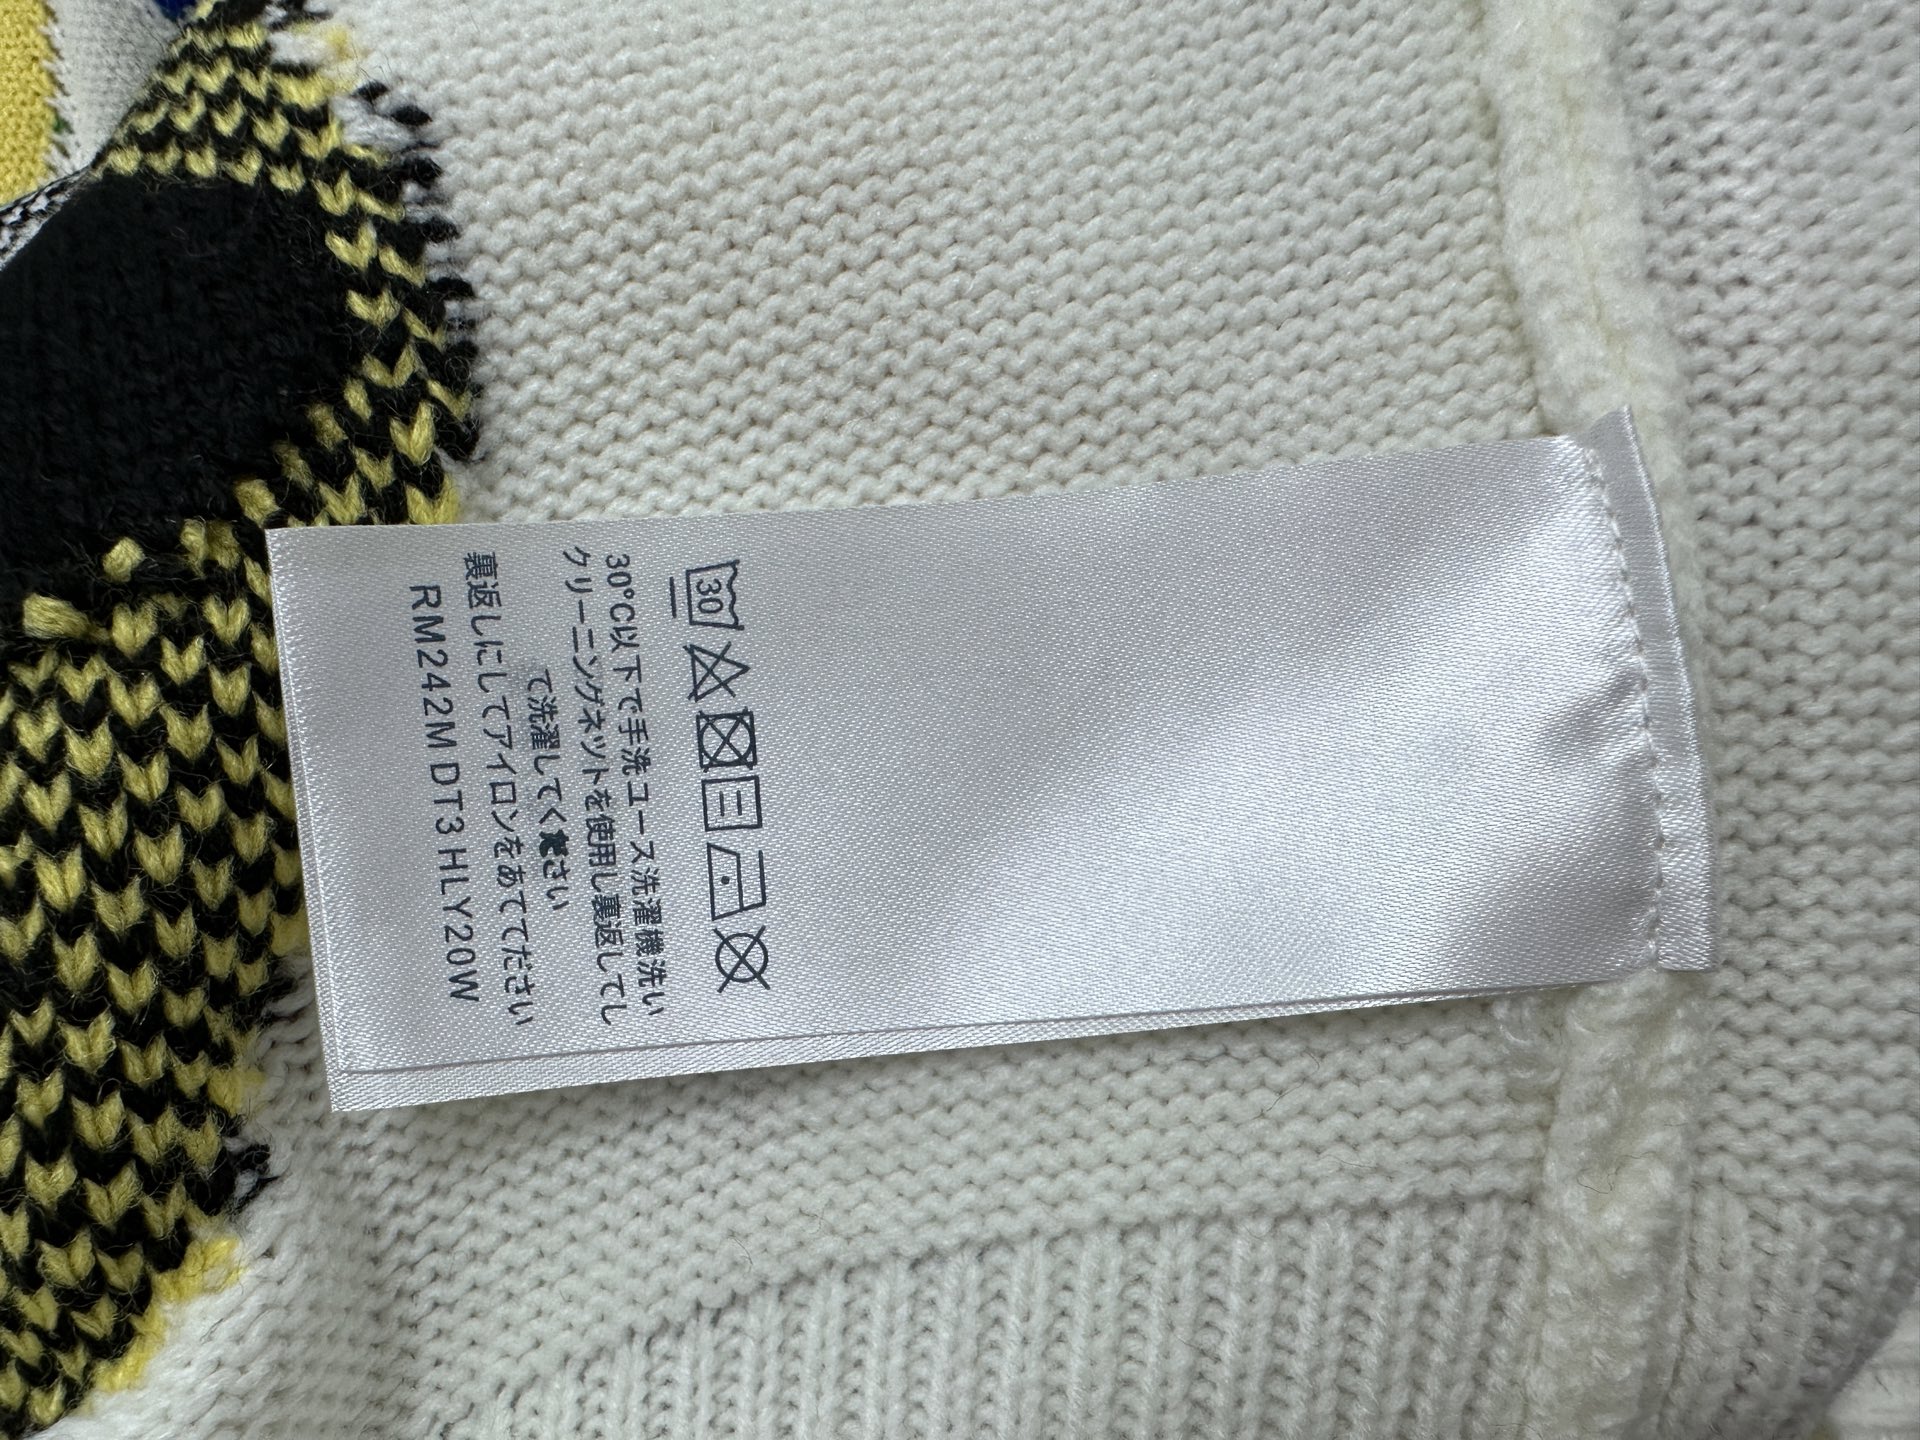 30
30°C以下で手洗コース洗濯機洗い
クリーニングネットを使用し裏返してし
て洗濯してください
裏返しにしてアイロンをあててださい
RM242M DT3 HLY20W